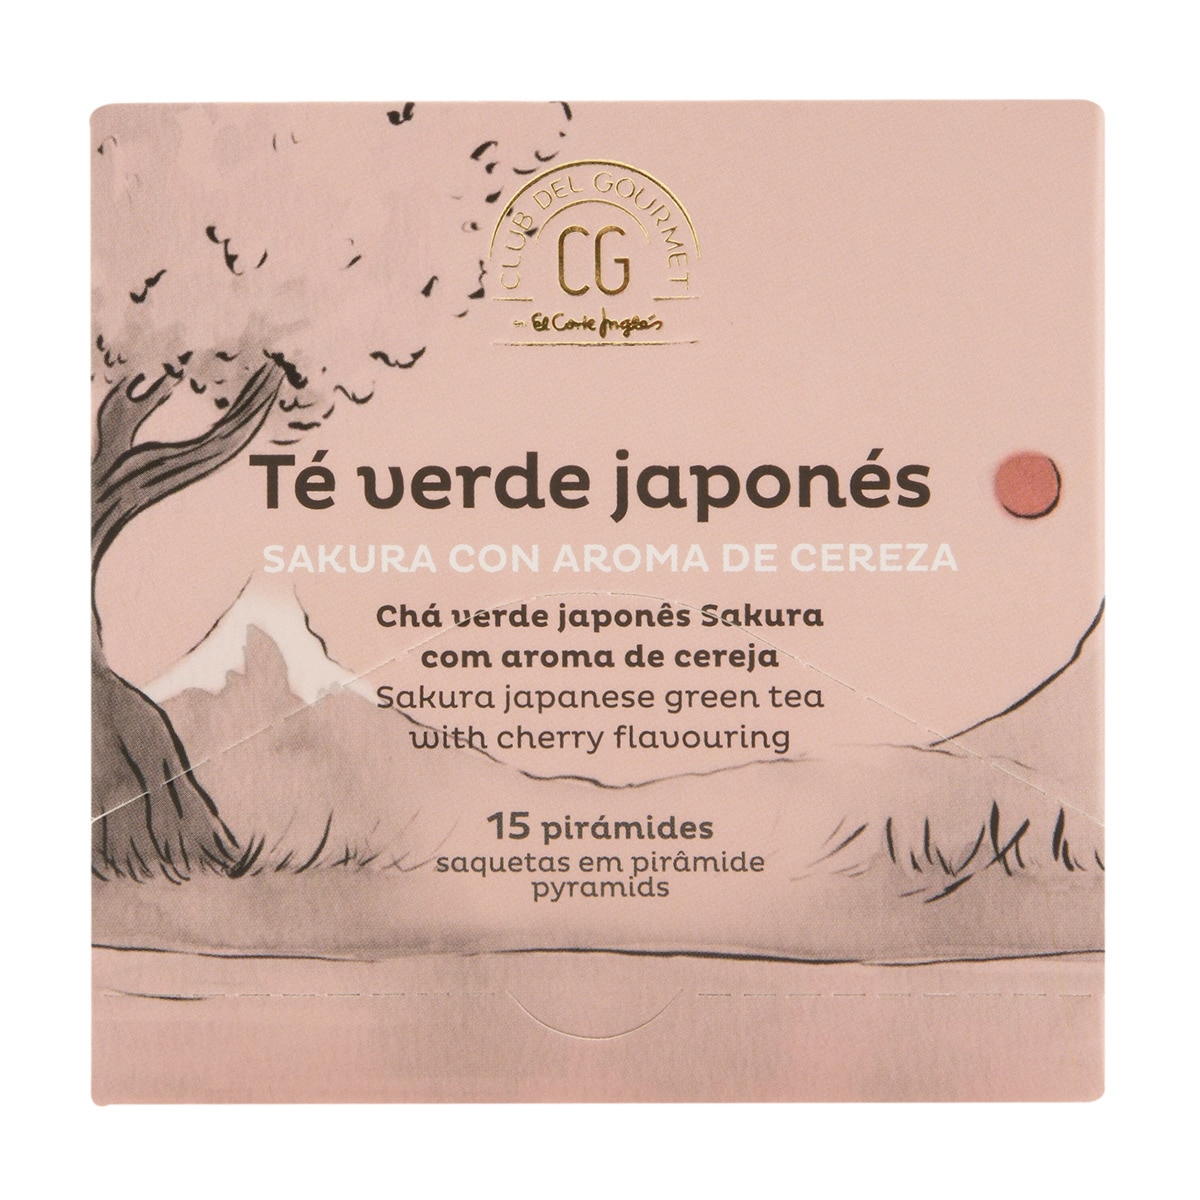 CLUB DEL GOURMET
CG
en El Corte Inglés
Té verde japonés
SAKURA CON AROMA DE CEREZA
Chá verde japonês Sakura
com aroma de cereja
Sakura japanese green tea
with cherry flavouring
15 pirámides
saquetas em pirâmide
pyramids